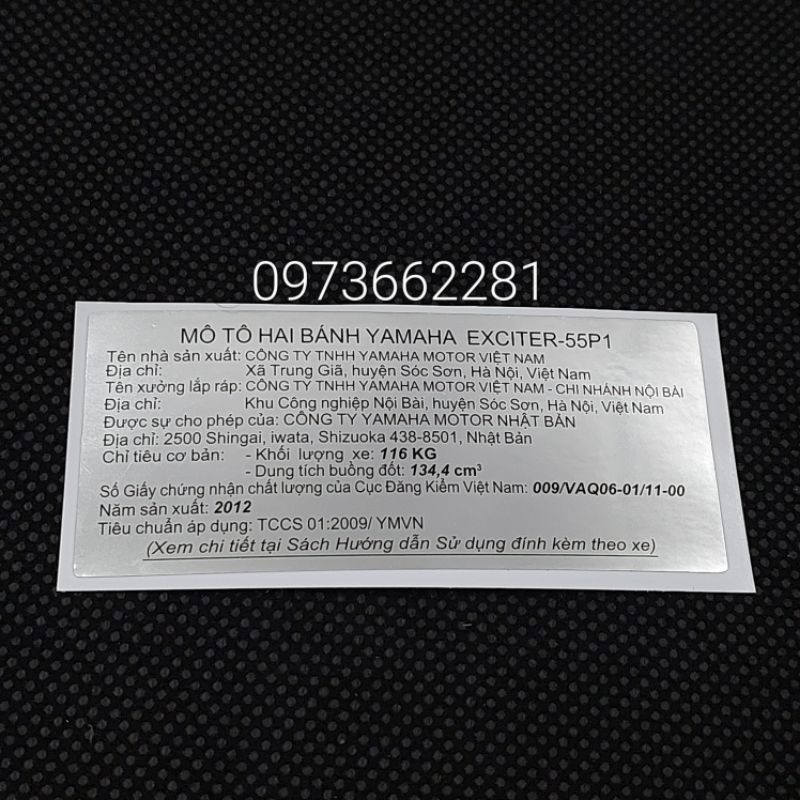 0973662281
MÔ TÔ HAI BÁNH YAMAHA EXCITER-55P1
Tên nhà sản xuất: CÔNG TY TNHH YAMAHA MOTOR VIỆT NAM
Địa chỉ: Xã Trung Giã, huyện Sóc Sơn, Hà Nội, Việt Nam
Tên xưởng lắp ráp: CÔNG TY TNHH YAMAHA MOTOR VIỆT NAM - CHI NHÁNH NỘI BÀI
Địa chỉ: Khu Công nghiệp Nội Bài, huyện Sóc Sơn, Hà Nội, Việt Nam
Được sự cho phép của: CÔNG TY YAMAHA MOTOR NHẬT BẢN
Địa chỉ: 2500 Shingai, iwata, Shizuoka 438-8501, Nhật Bản
Chỉ tiêu cơ bản: - Khối lượng xe: 116 KG
- Dung tích buồng đốt: 134,4 cm³
Số Giấy chứng nhận chất lượng của Cục Đăng Kiểm Việt Nam: 009/VAQ06-01/11-00
Năm sản xuất: 2012
Tiêu chuẩn áp dụng: TCCS 01:2009/ YMVN
(Xem chi tiết tại Sách Hướng dẫn Sử dụng đính kèm theo xe)